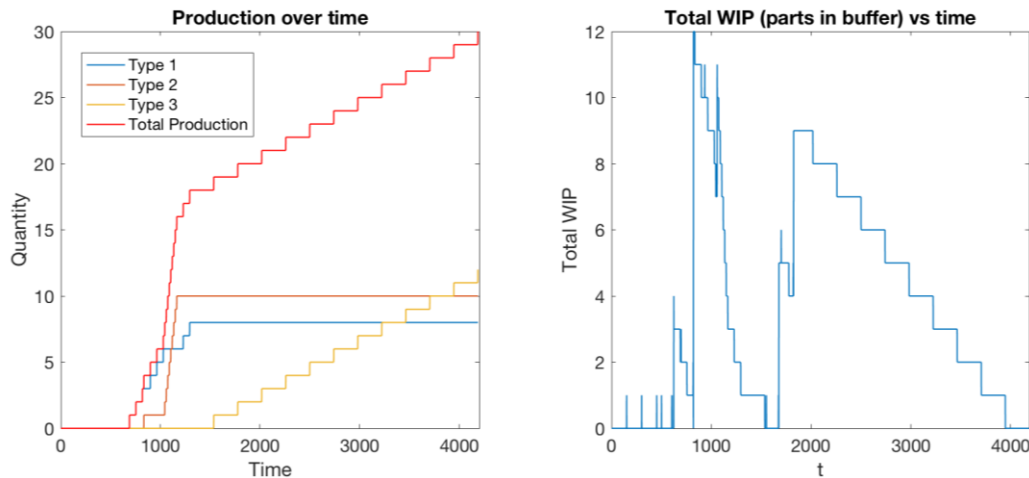 Production over time
30
25
20
15
10
5
0
Quantity
Type 1
Type 2
Type 3
Total Production
0 1000 2000 3000 4000
Time
Total WIP (parts in buffer) vs time
12
10
8
6
4
2
0
Total WIP
0 1000 2000 3000 4000
t